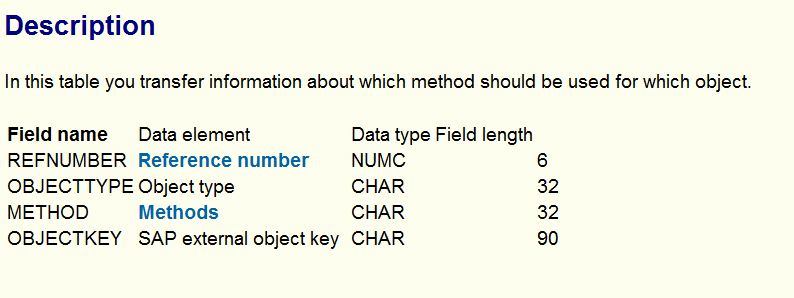 Description
In this table you transfer information about which method should be used for which object.
Field name Data element Data type Field length
REFNUMBER Reference number NUMC 6
OBJECTTYPE Object type CHAR 32
METHOD Methods CHAR 32
OBJECTKEY SAP external object key CHAR 90